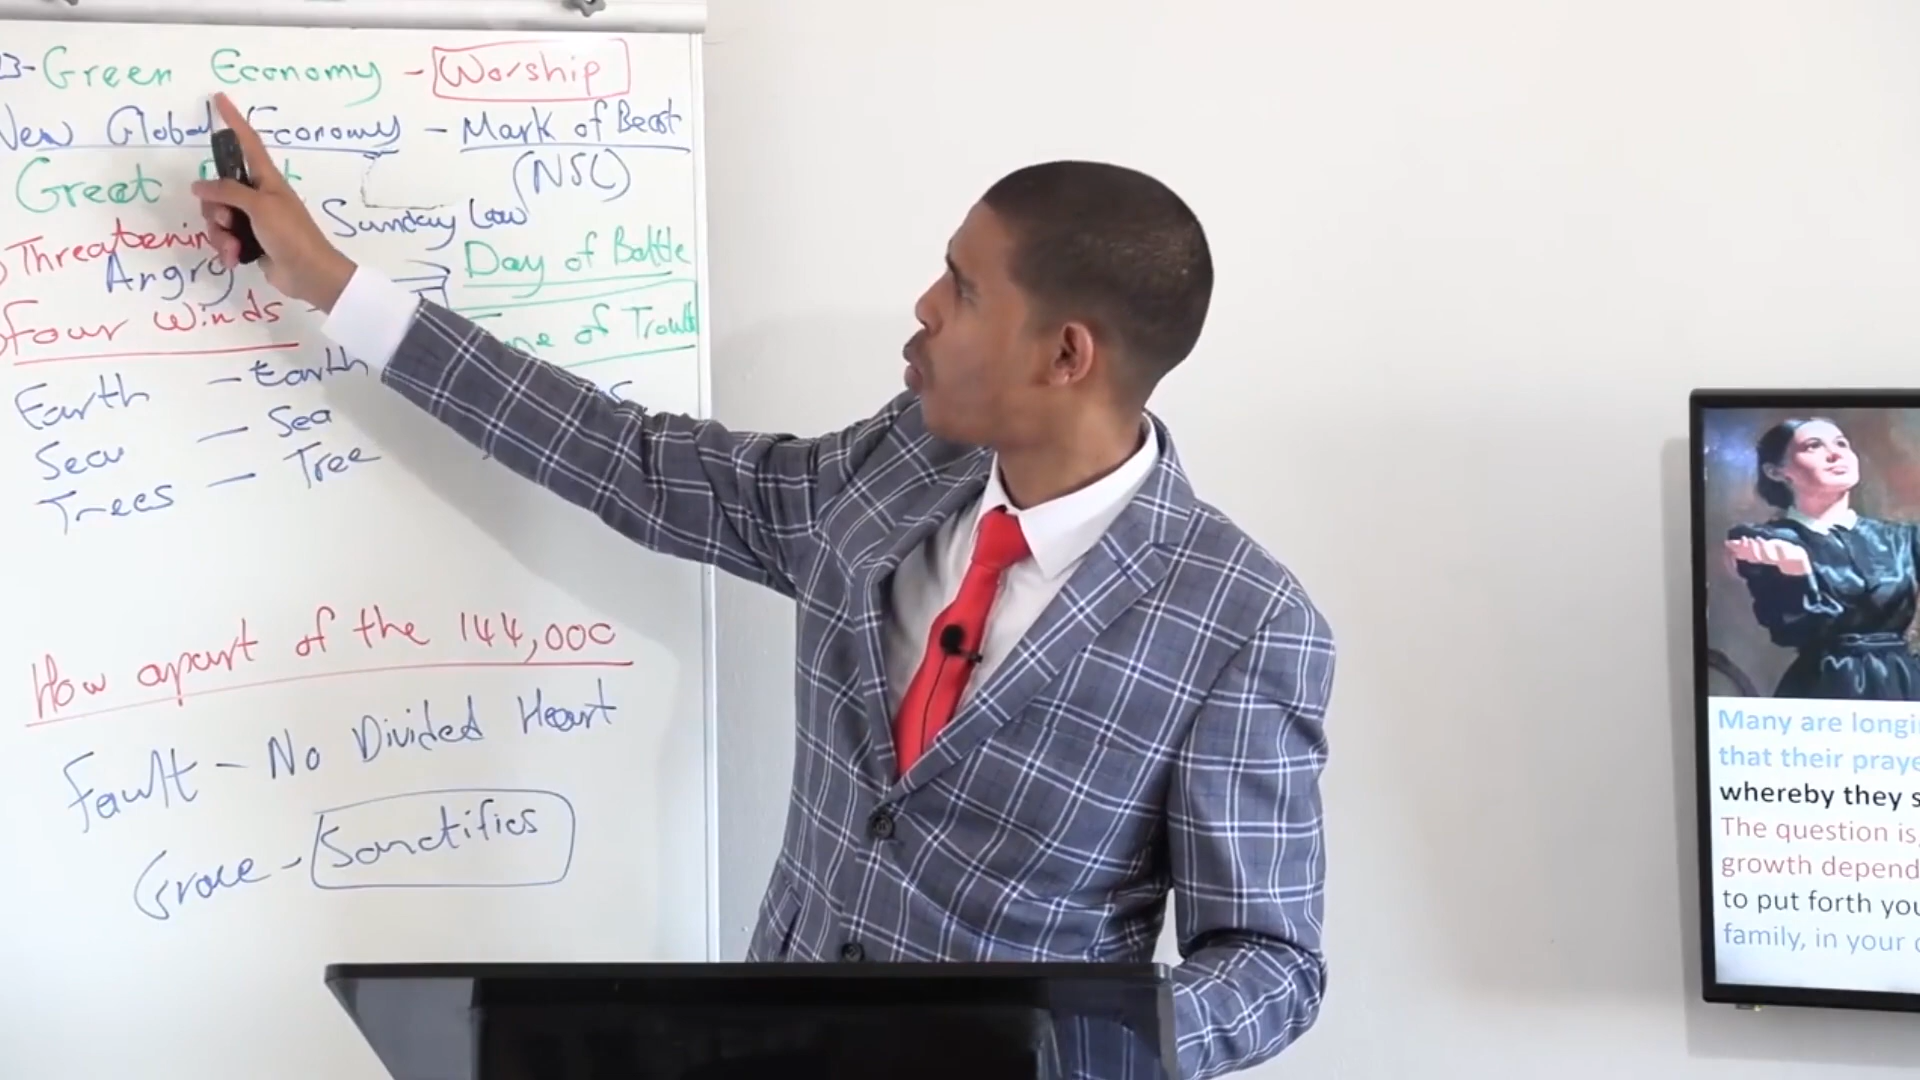 23-Green Economy - Worship
New Global Economy - Mark of Beast
(NSL)
Great
Sunday Law
Threatening
Angry
Day of Battle
Four Winds -
of Trouble
Earth - Earth
Sea - Sea
Trees - Tree
How apart of the 144,000
Fault - No Divided Heart
Grace - Sanctifies
Many are longi
that their praye
whereby they s
The question is,
growth depend
to put forth you
family, in your